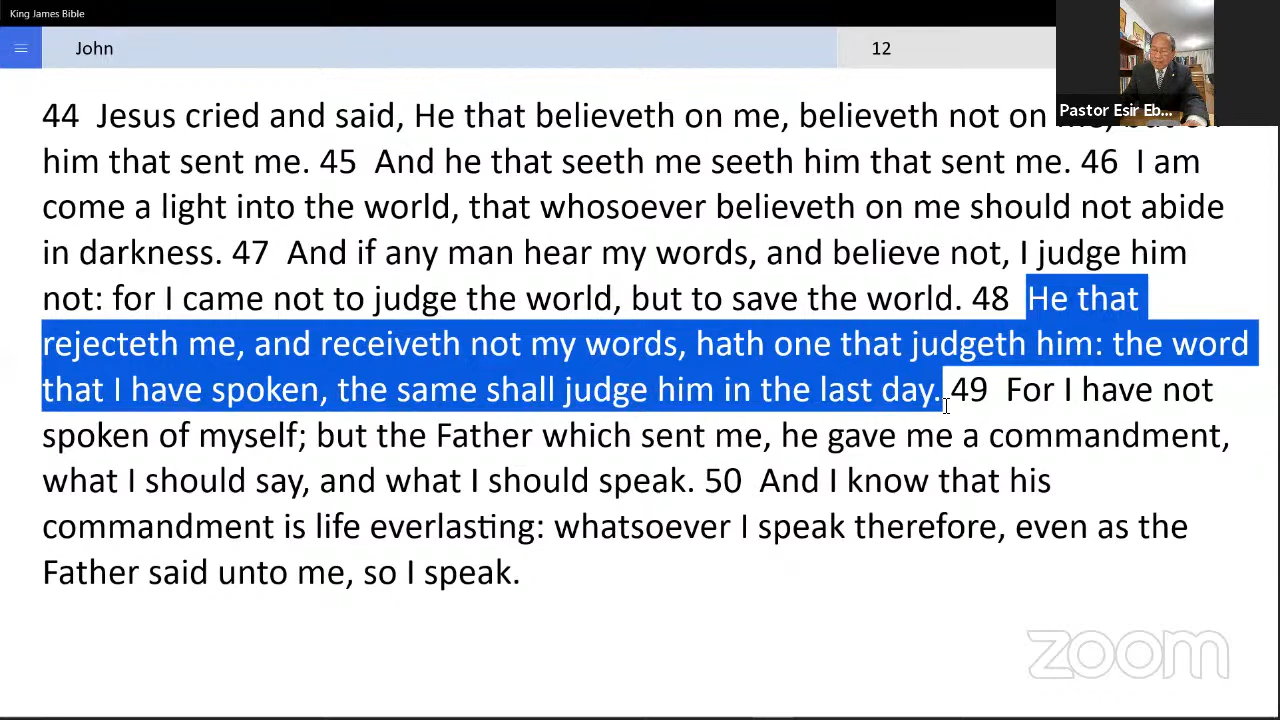 King James Bible
John
12
Pastor Esir Eb...
44 Jesus cried and said, He that believeth on me, believeth not on
him that sent me. 45 And he that seeth me seeth him that sent me. 46 I am
come a light into the world, that whosoever believeth on me should not abide
in darkness. 47 And if any man hear my words, and believe not, I judge him
not: for I came not to judge the world, but to save the world. 48 He that
rejecteth me, and receiveth not my words, hath one that judgeth him: the word
that I have spoken, the same shall judge him in the last day. 49 For I have not
spoken of myself; but the Father which sent me, he gave me a commandment,
what I should say, and what I should speak. 50 And I know that his
commandment is life everlasting: whatsoever I speak therefore, even as the
Father said unto me, so I speak.
zoom